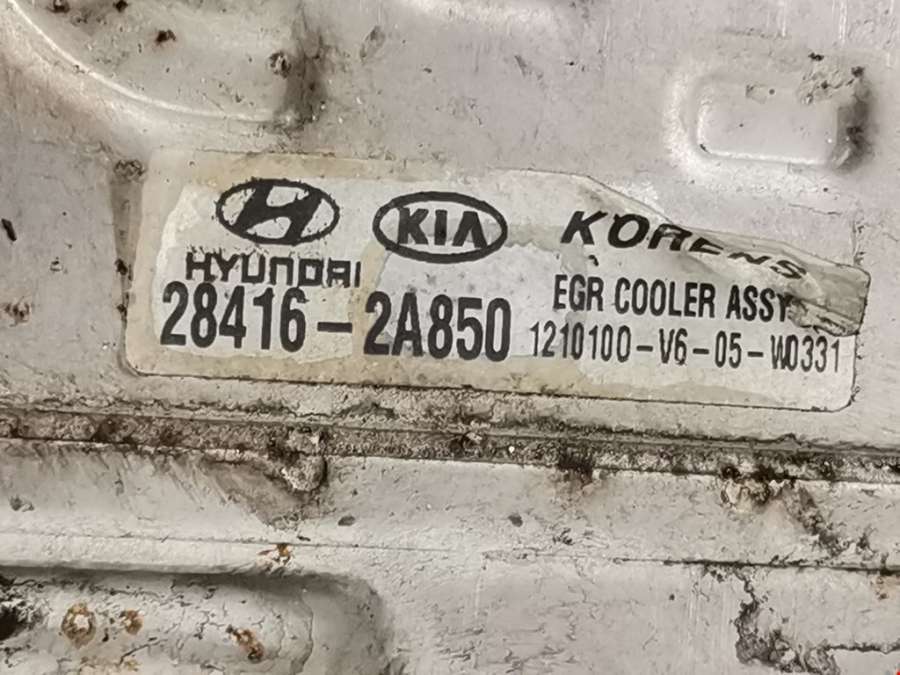 KIA KORENS
HYUNDAI EGR COOLER ASSY
28416-2A850 1210100-V6-05-W0331